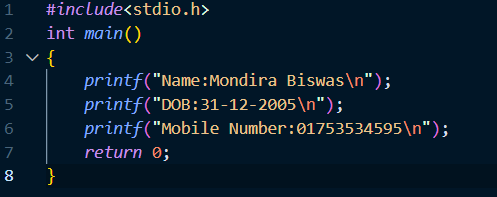 1 #include<stdio.h>
2 int main()
3 {
4 printf("Name:Mondira Biswas\n");
5 printf("DOB:31-12-2005\n");
6 printf("Mobile Number:01753534595\n");
7 return 0;
8 }